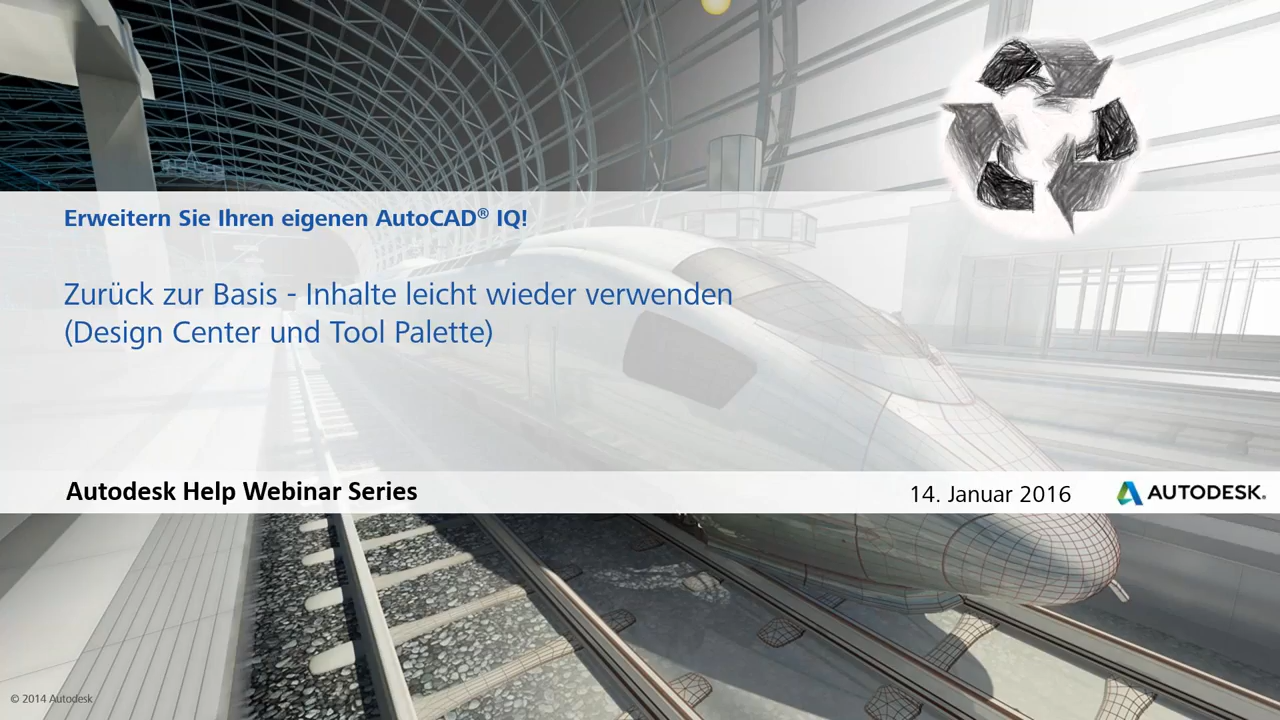 Erweitern Sie Ihren eigenen AutoCAD® IQ!
Zurück zur Basis - Inhalte leicht wieder verwenden
(Design Center und Tool Palette)
Autodesk Help Webinar Series
14. Januar 2016
AUTODESK.
© 2014 Autodesk